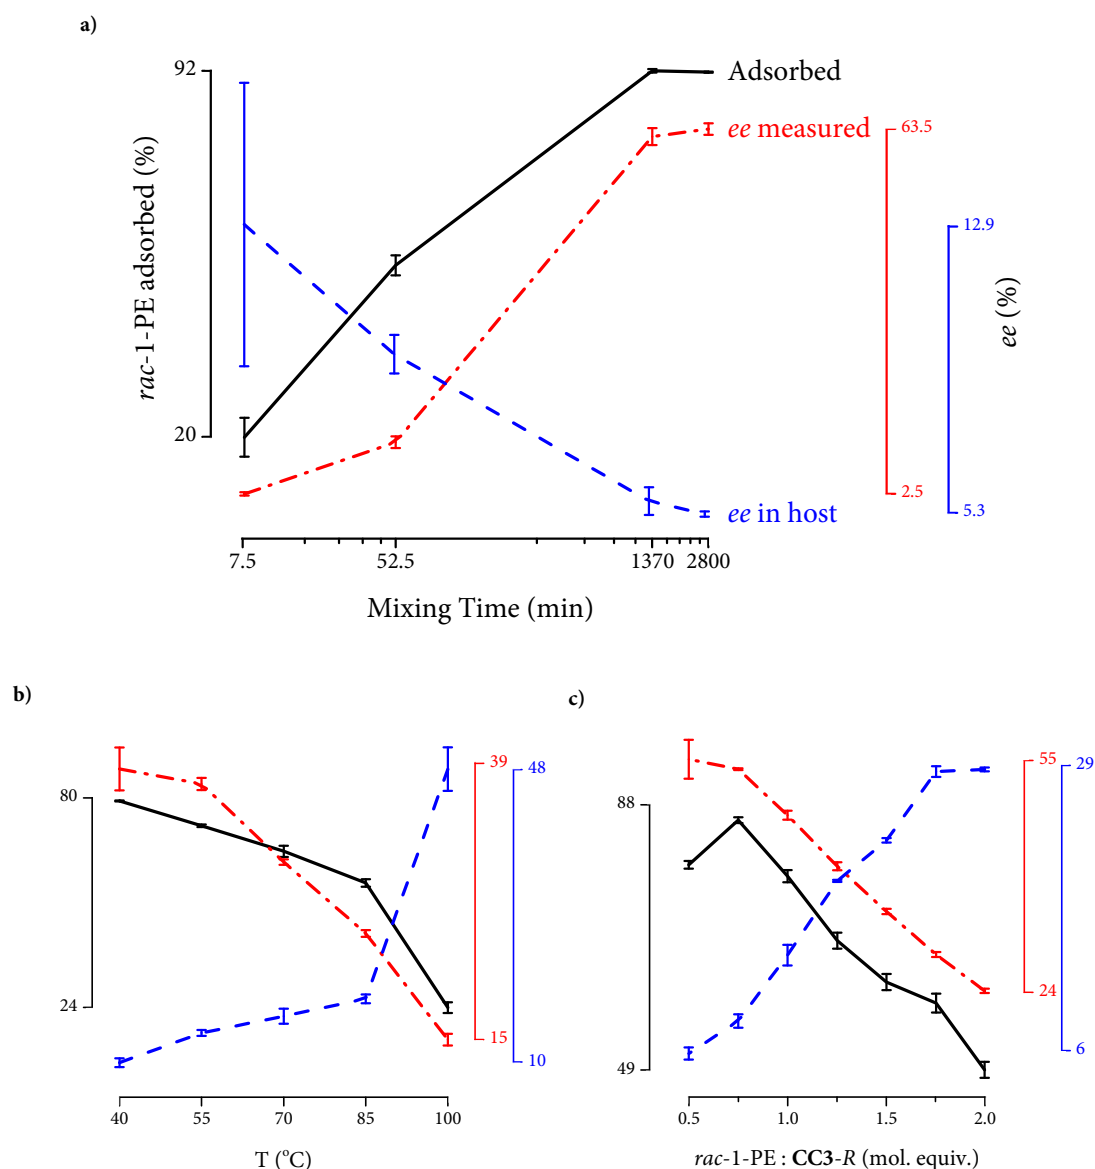 a)
92
Adsorbed
ee measured
63.5
rac-1-PE adsorbed (%)
12.9
ee (%)
20
2.5
ee in host
5.3
7.5 52.5 1370 2800
Mixing Time (min)
b)
39
48
80
24
15
10
40 55 70 85 100
T (°C)
c)
55
29
88
24
6
49
0.5 1.0 1.5 2.0
rac-1-PE : CC3-R (mol. equiv.)